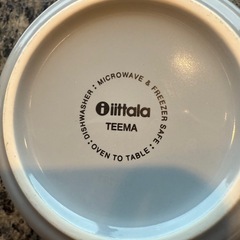 iittala
TEEMA
: DISHWASHER : MICROWAVE & FREEZER SAFE : OVEN TO TABLE